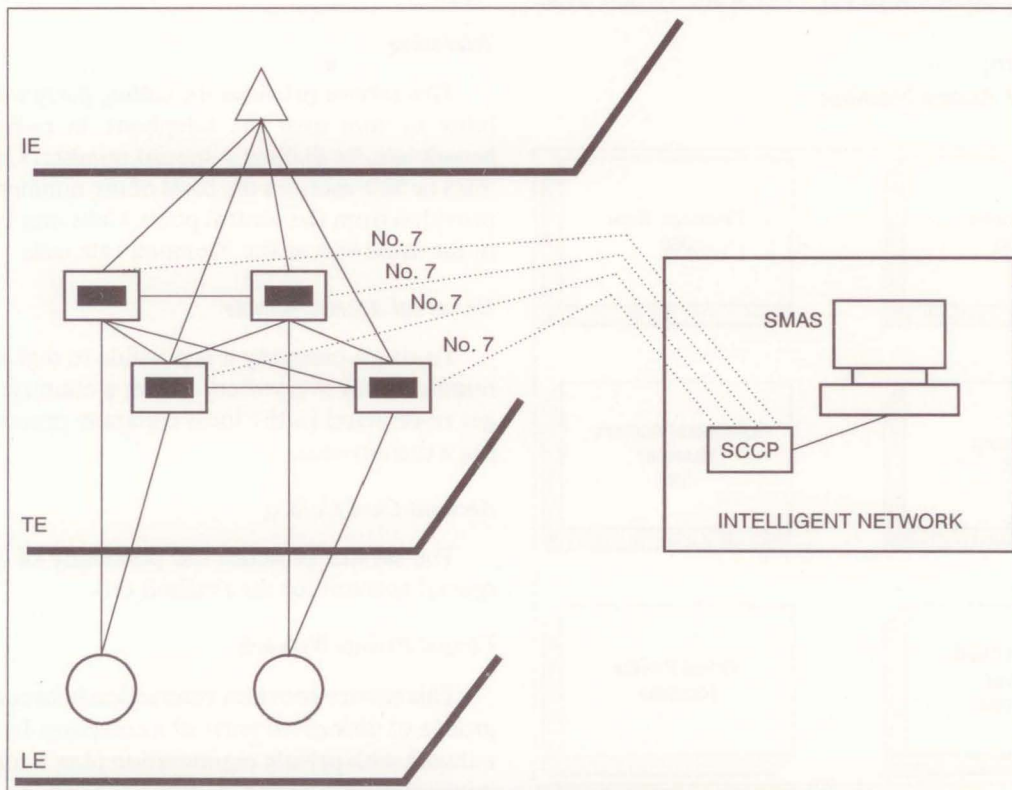 IE
No. 7
No. 7
No. 7
No. 7
SMAS
SCCP
INTELLIGENT NETWORK
TE
LE